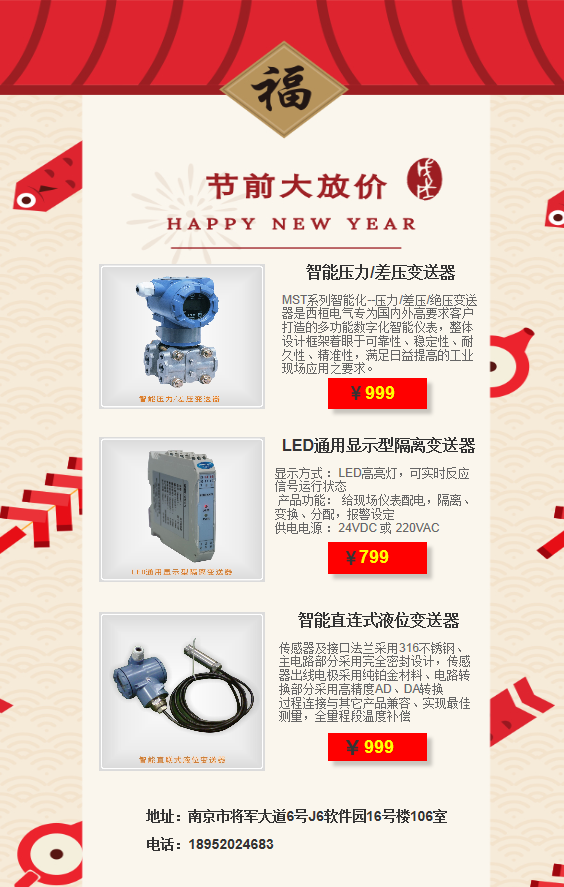 福
节前大放价
HAPPY NEW YEAR
智能压力/差压变送器
MST系列智能化--压力/差压/绝压变送
器是西桓电气专为国内外高要求客户
打造的多功能数字化智能仪表，整体
设计框架着眼于可靠性、稳定性、耐
久性、精准性，满足日益提高的工业
现场应用之要求。
智能压力/差压变送器
￥999
LED通用显示型隔离变送器
显示方式： LED高亮灯，可实时反应
信号运行状态
产品功能： 给现场仪表配电，隔离、
变换、分配，报警设定
供电电源 ：24VDC 或 220VAC
LED通用显示型隔离变送器
￥799
智能直连式液位变送器
传感器及接口法兰采用316不锈钢、
主电路部分采用完全密封设计，传感
器出线电极采用纯铂金材料、电路转
换部分采用高精度AD、DA转换
过程连接与其它产品兼容、实现最佳
测量，全量程段温度补偿
智能直联式液位变送器
￥999
地址：南京市将军大道6号J6软件园16号楼106室
电话：18952024683